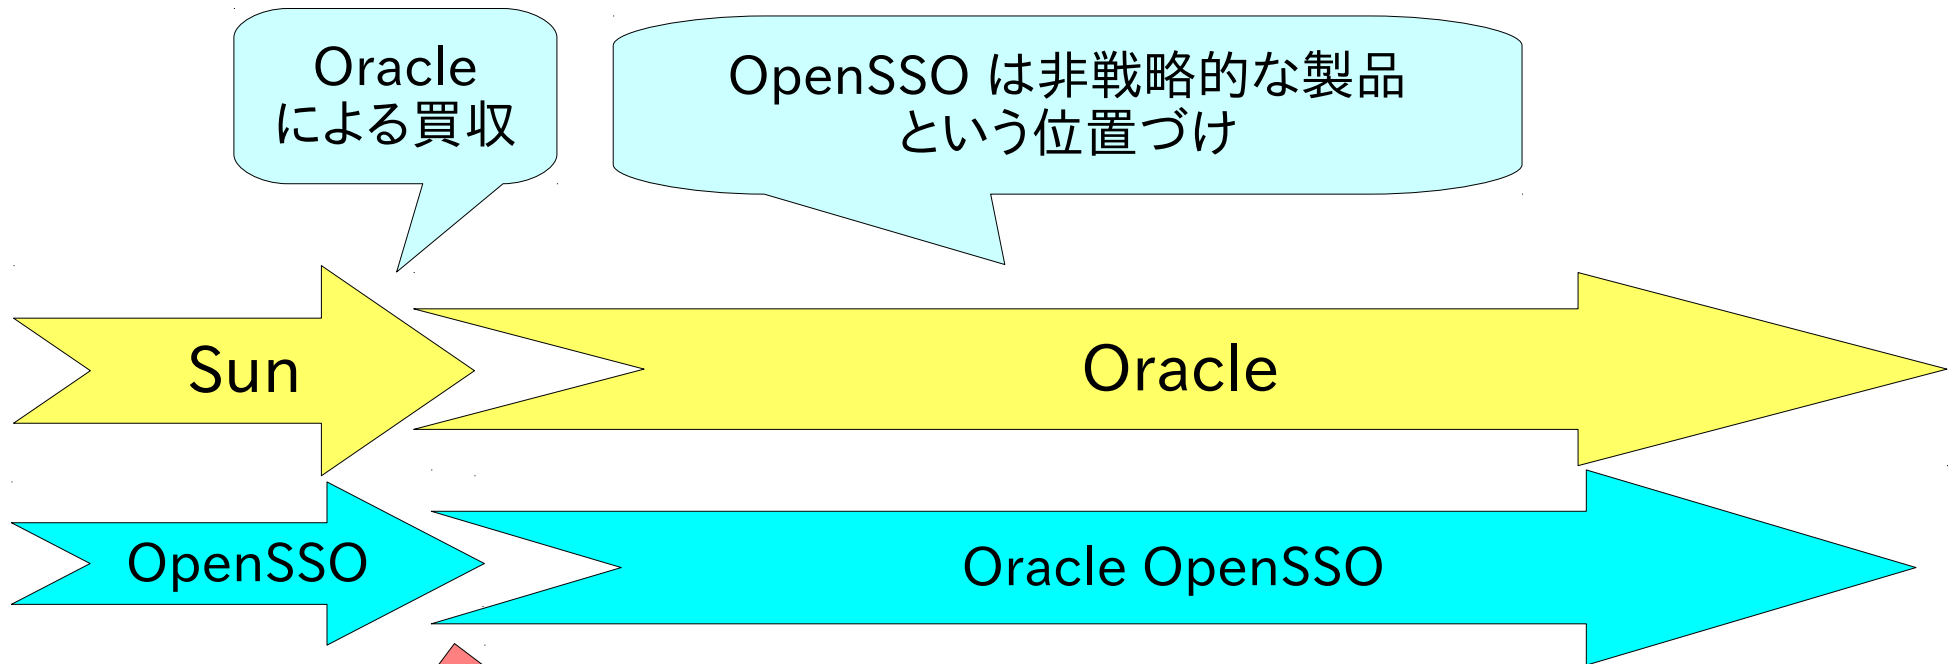 Oracle
による買収
OpenSSO は非戦略的な製品
という位置づけ
Sun
Oracle
OpenSSO
Oracle OpenSSO